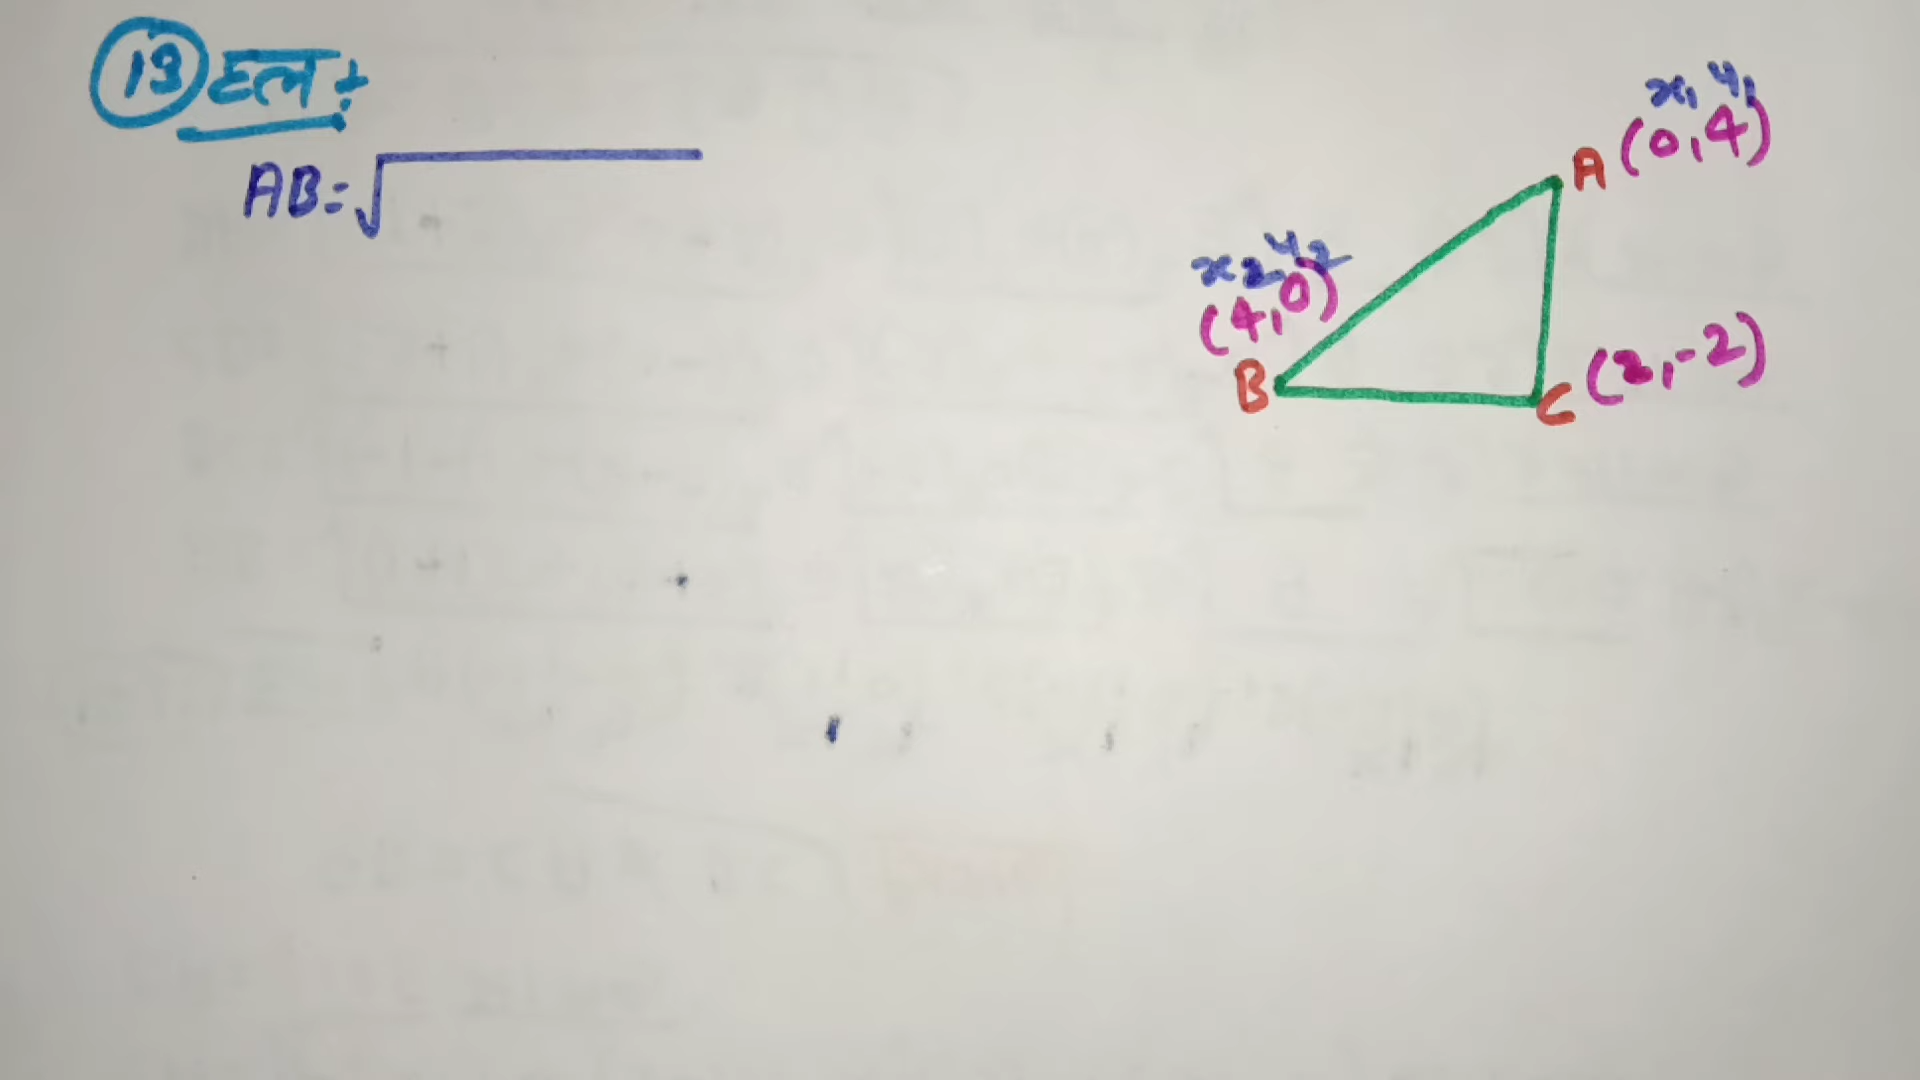 13 हल :
AB = √
x₁ y₁
(0,4)
A
x₂ y₂
(4,0)
B
C (2,-2)